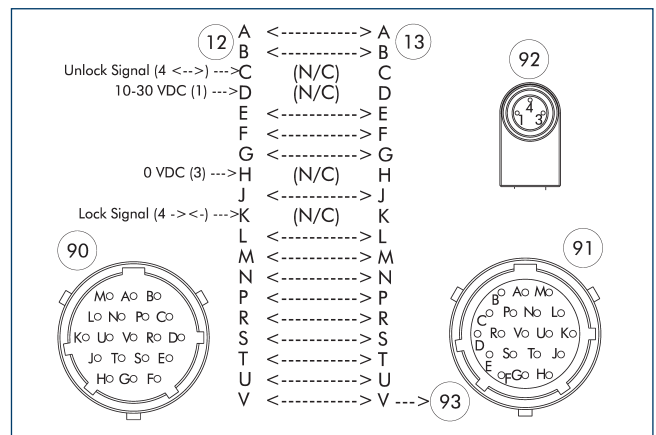 12 A <-----------> A 13
B <-----------> B
Unlock Signal (4 <-->) --->C (N/C) C
10-30 VDC (1) --->D (N/C) D
E <-----------> E
F <-----------> F
G <-----------> G
0 VDC (3) --->H (N/C) H
J <-----------> J
Lock Signal (4 -><-) --->K (N/C) K
L <-----------> L
M <-----------> M
N <-----------> N
P <-----------> P
R <-----------> R
S <-----------> S
T <-----------> T
U <-----------> U
V <-----------> V ---> 93
92
4
1 3
90
M A B
L N P C
K U V R D
J T S E
H G F
91
B A M
C P N L
D R V U K
E S T J
F G H